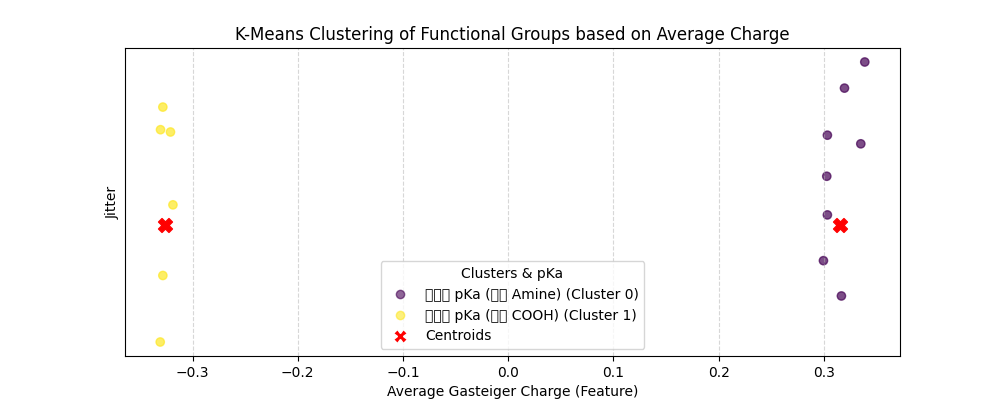 K-Means Clustering of Functional Groups based on Average Charge
Jitter
Clusters & pKa
pKa (Amine) (Cluster 0)
pKa (COOH) (Cluster 1)
Centroids
−0.3 −0.2 −0.1 0.0 0.1 0.2 0.3
Average Gasteiger Charge (Feature)